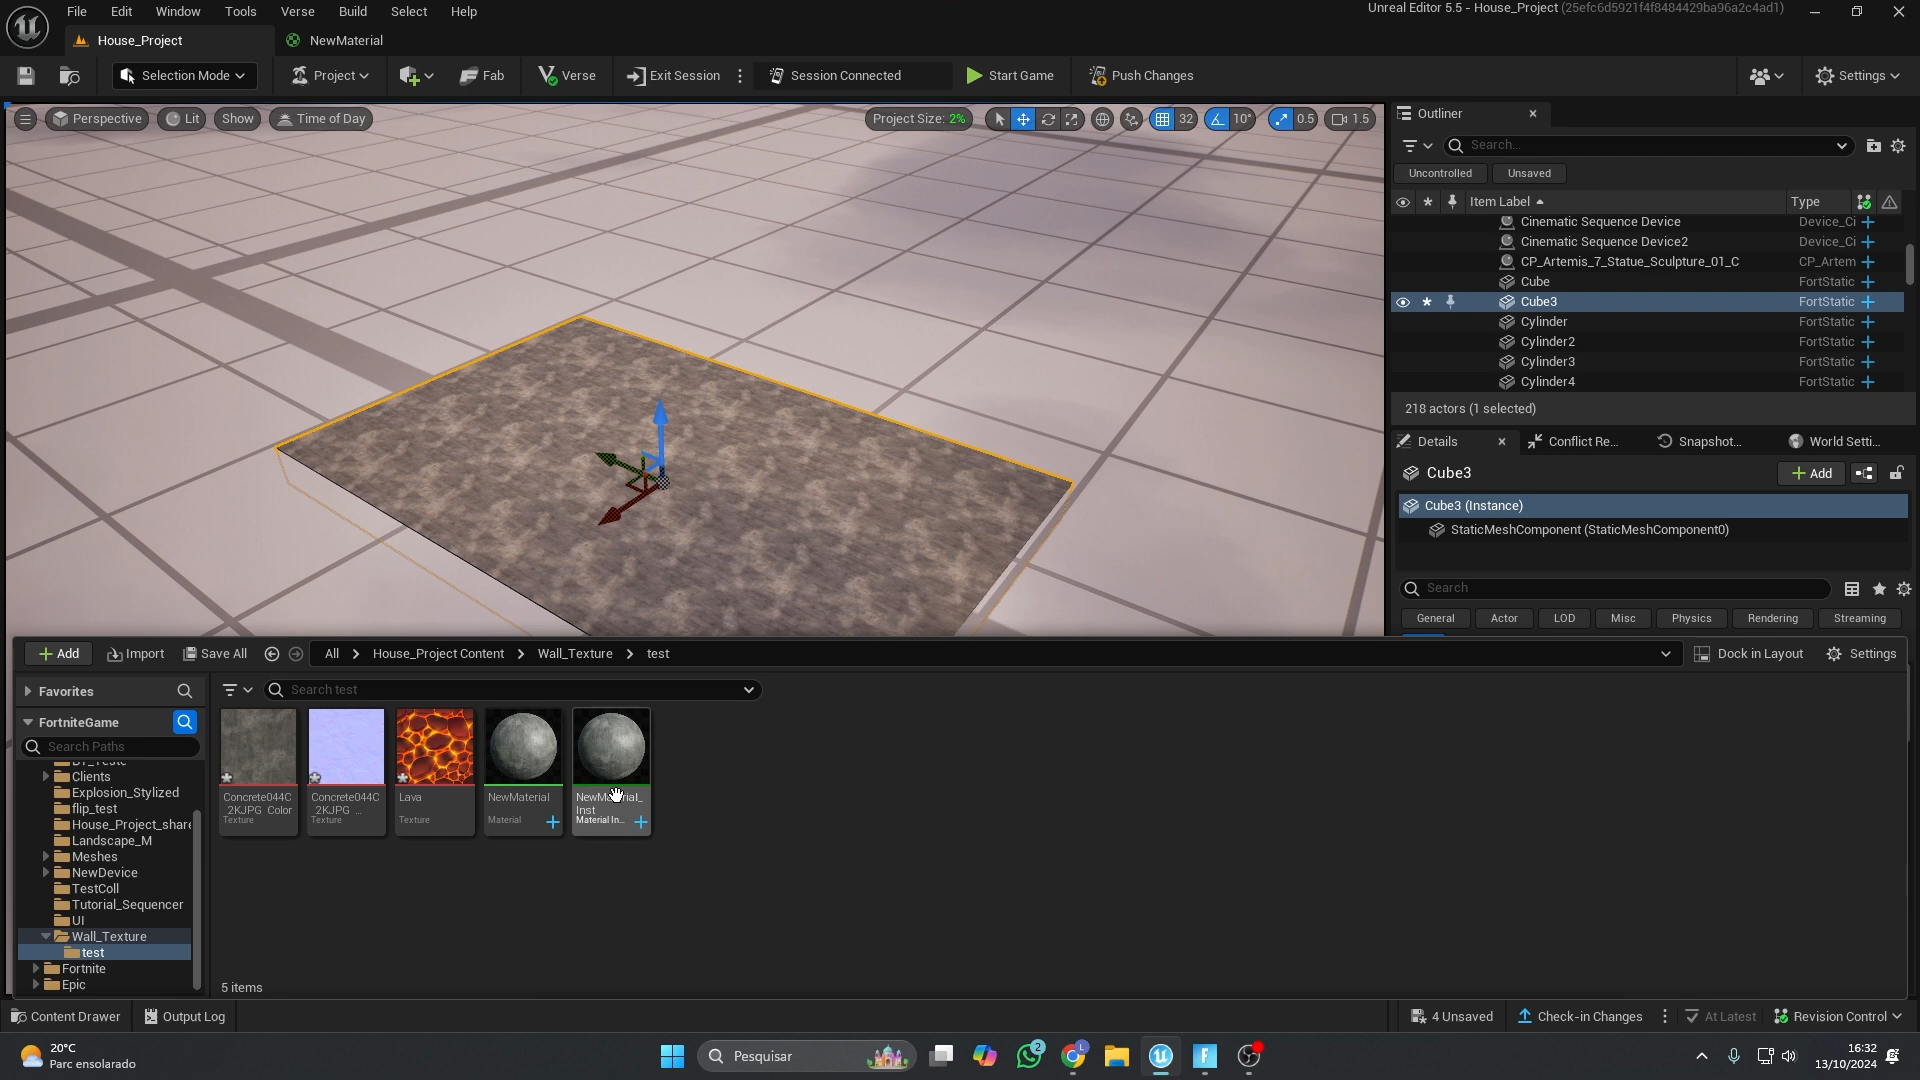 File Edit Window Tools Verse Build Select Help
Unreal Editor 5.5 - House_Project (25efc6d5921f4f8484429ba96a2c4ad1)
House_Project
NewMaterial
Selection Mode
Project
Fab
Verse
Exit Session
Session Connected
Start Game
Push Changes
Settings
Perspective
Lit
Show
Time of Day
Project Size: 2%
32
10°
0.5
1.5
Outliner
Search...
Uncontrolled
Unsaved
Item Label
Type
Cinematic Sequence Device Device_Ci
Cinematic Sequence Device2 Device_Ci
CP_Artemis_7_Statue_Sculpture_01_C CP_Artem
Cube FortStatic
Cube3 FortStatic
Cylinder FortStatic
Cylinder2 FortStatic
Cylinder3 FortStatic
Cylinder4 FortStatic
218 actors (1 selected)
Details
Conflict Re...
Snapshot...
World Setti...
Cube3
Add
Cube3 (Instance)
StaticMeshComponent (StaticMeshComponent0)
Search
General
Actor
LOD
Misc
Physics
Rendering
Streaming
Add
Import
Save All
All
House_Project Content
Wall_Texture
test
Dock in Layout
Settings
Favorites
Search test
FortniteGame
Search Paths
Clients
Explosion_Stylized
flip_test
House_Project_share
Landscape_M
Meshes
NewDevice
TestColl
Tutorial_Sequencer
UI
Wall_Texture
test
Fortnite
Epic
Concrete044C
_2KJPG_Color
Texture
Concrete044C
_2KJPG_...
Texture
Lava
Texture
NewMaterial
Material
Inst
Material In...
5 items
Content Drawer
Output Log
4 Unsaved
Check-in Changes
At Latest
Revision Control
20°C
Parc ensolarado
Pesquisar
2
L
16:32
13/10/2024